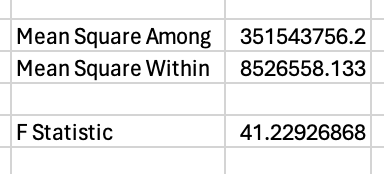 Mean Square Among 351543756.2
Mean Square Within 8526558.133
F Statistic 41.22926868